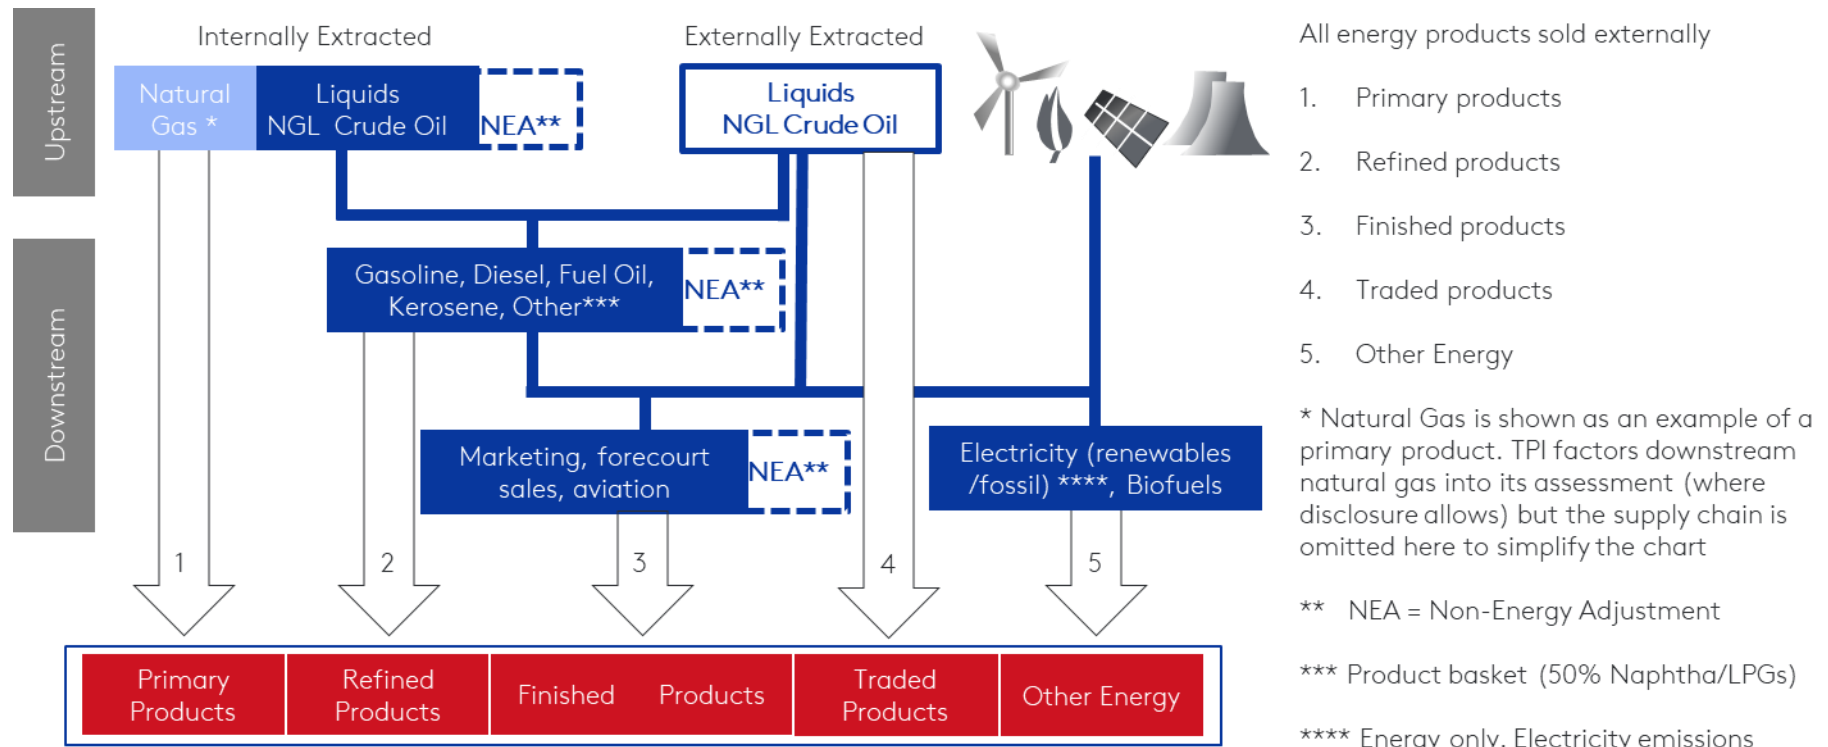 Upstream
Downstream
Internally Extracted
Externally Extracted
Natural
Gas *
Liquids
NGL Crude Oil
NEA**
Liquids
NGL Crude Oil
Gasoline, Diesel, Fuel Oil,
Kerosene, Other***
NEA**
Marketing, forecourt
sales, aviation
NEA**
Electricity (renewables
/fossil) ****, Biofuels
1
2
3
4
5
Primary
Products
Refined
Products
Finished Products
Traded
Products
Other Energy
All energy products sold externally
1. Primary products
2. Refined products
3. Finished products
4. Traded products
5. Other Energy
* Natural Gas is shown as an example of a
primary product. TPI factors downstream
natural gas into its assessment (where
disclosure allows) but the supply chain is
omitted here to simplify the chart
** NEA = Non-Energy Adjustment
*** Product basket (50% Naphtha/LPGs)
**** Energy only. Electricity emissions